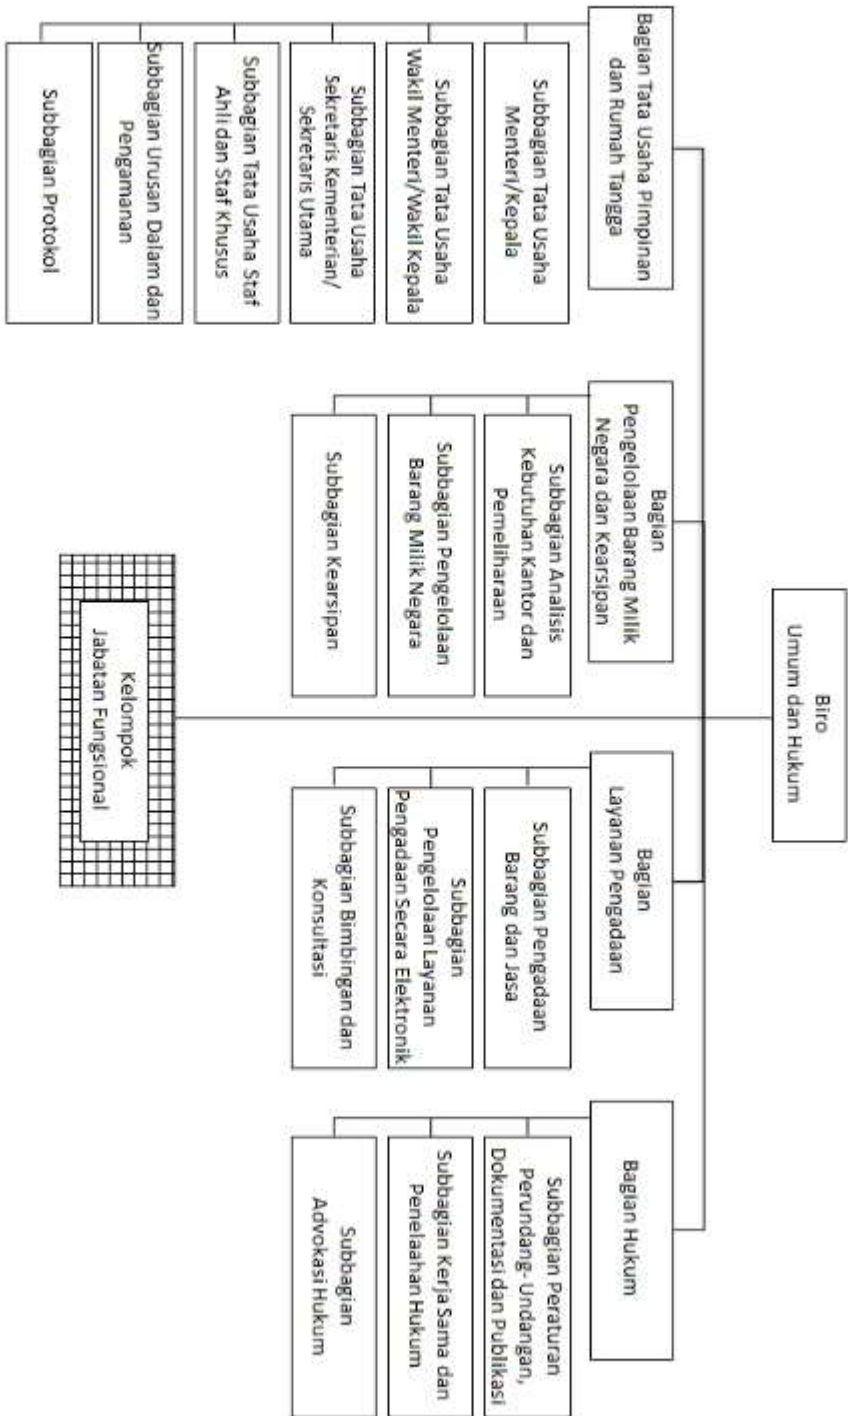 Biro
Umum dan Hukum
Bagian Tata Usaha Pimpinan
dan Rumah Tangga
Subbagian Tata Usaha
Menteri/Kepala
Subbagian Tata Usaha
Wakil Menteri/Wakil Kepala
Subbagian Tata Usaha
Sekretaris Kementerian/
Sekretaris Utama
Subbagian Tata Usaha Staf
Ahli dan Staf Khusus
Subbagian Urusan Dalam dan
Pengamanan
Subbagian Protokol
Bagian
Pengelolaan Barang Milik
Negara dan Kearsipan
Subbagian Analisis
Kebutuhan Kantor dan
Pemeliharaan
Subbagian Pengelolaan
Barang Milik Negara
Subbagian Kearsipan
Bagian
Layanan Pengadaan
Subbagian Pengadaan
Barang dan Jasa
Subbagian
Pengelolaan Layanan
Pengadaan Secara Elektronik
Subbagian Bimbingan dan
Konsultasi
Bagian Hukum
Subbagian Peraturan
Perundang- Undangan,
Dokumentasi dan Publikasi
Subbagian Kerja Sama dan
Penelaahan Hukum
Subbagian
Advokasi Hukum
Kelompok
Jabatan Fungsional